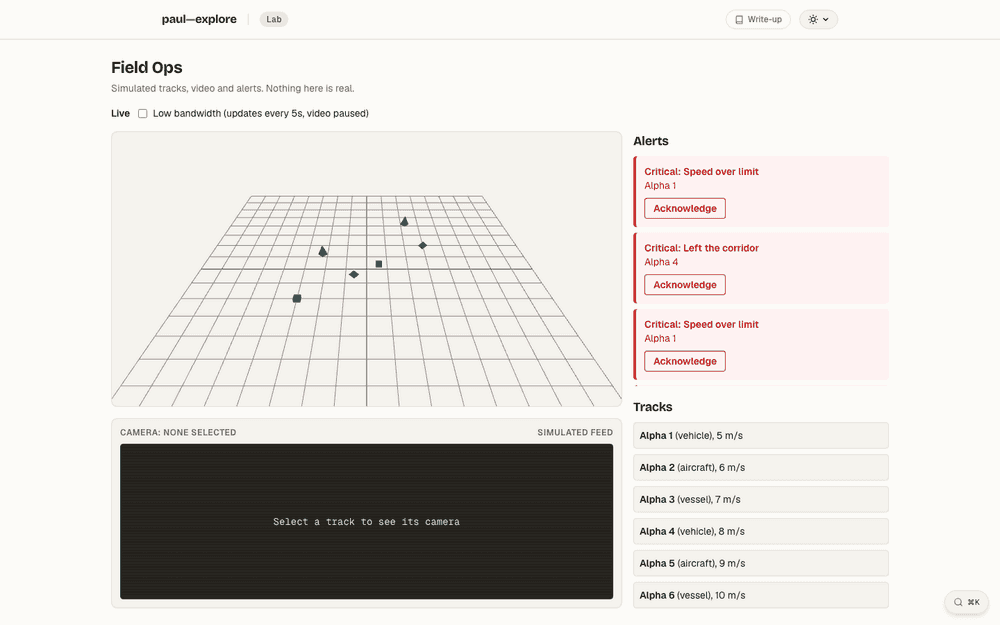 paul—explore
Lab
Write-up
Field Ops
Simulated tracks, video and alerts. Nothing here is real.
Live
Low bandwidth (updates every 5s, video paused)
Alerts
Critical: Speed over limit
Alpha 1
Acknowledge
Critical: Left the corridor
Alpha 4
Acknowledge
Critical: Speed over limit
Alpha 1
Acknowledge
CAMERA: NONE SELECTED
SIMULATED FEED
Select a track to see its camera
Tracks
Alpha 1 (vehicle), 5 m/s
Alpha 2 (aircraft), 6 m/s
Alpha 3 (vessel), 7 m/s
Alpha 4 (vehicle), 8 m/s
Alpha 5 (aircraft), 9 m/s
Alpha 6 (vessel), 10 m/s
⌘K